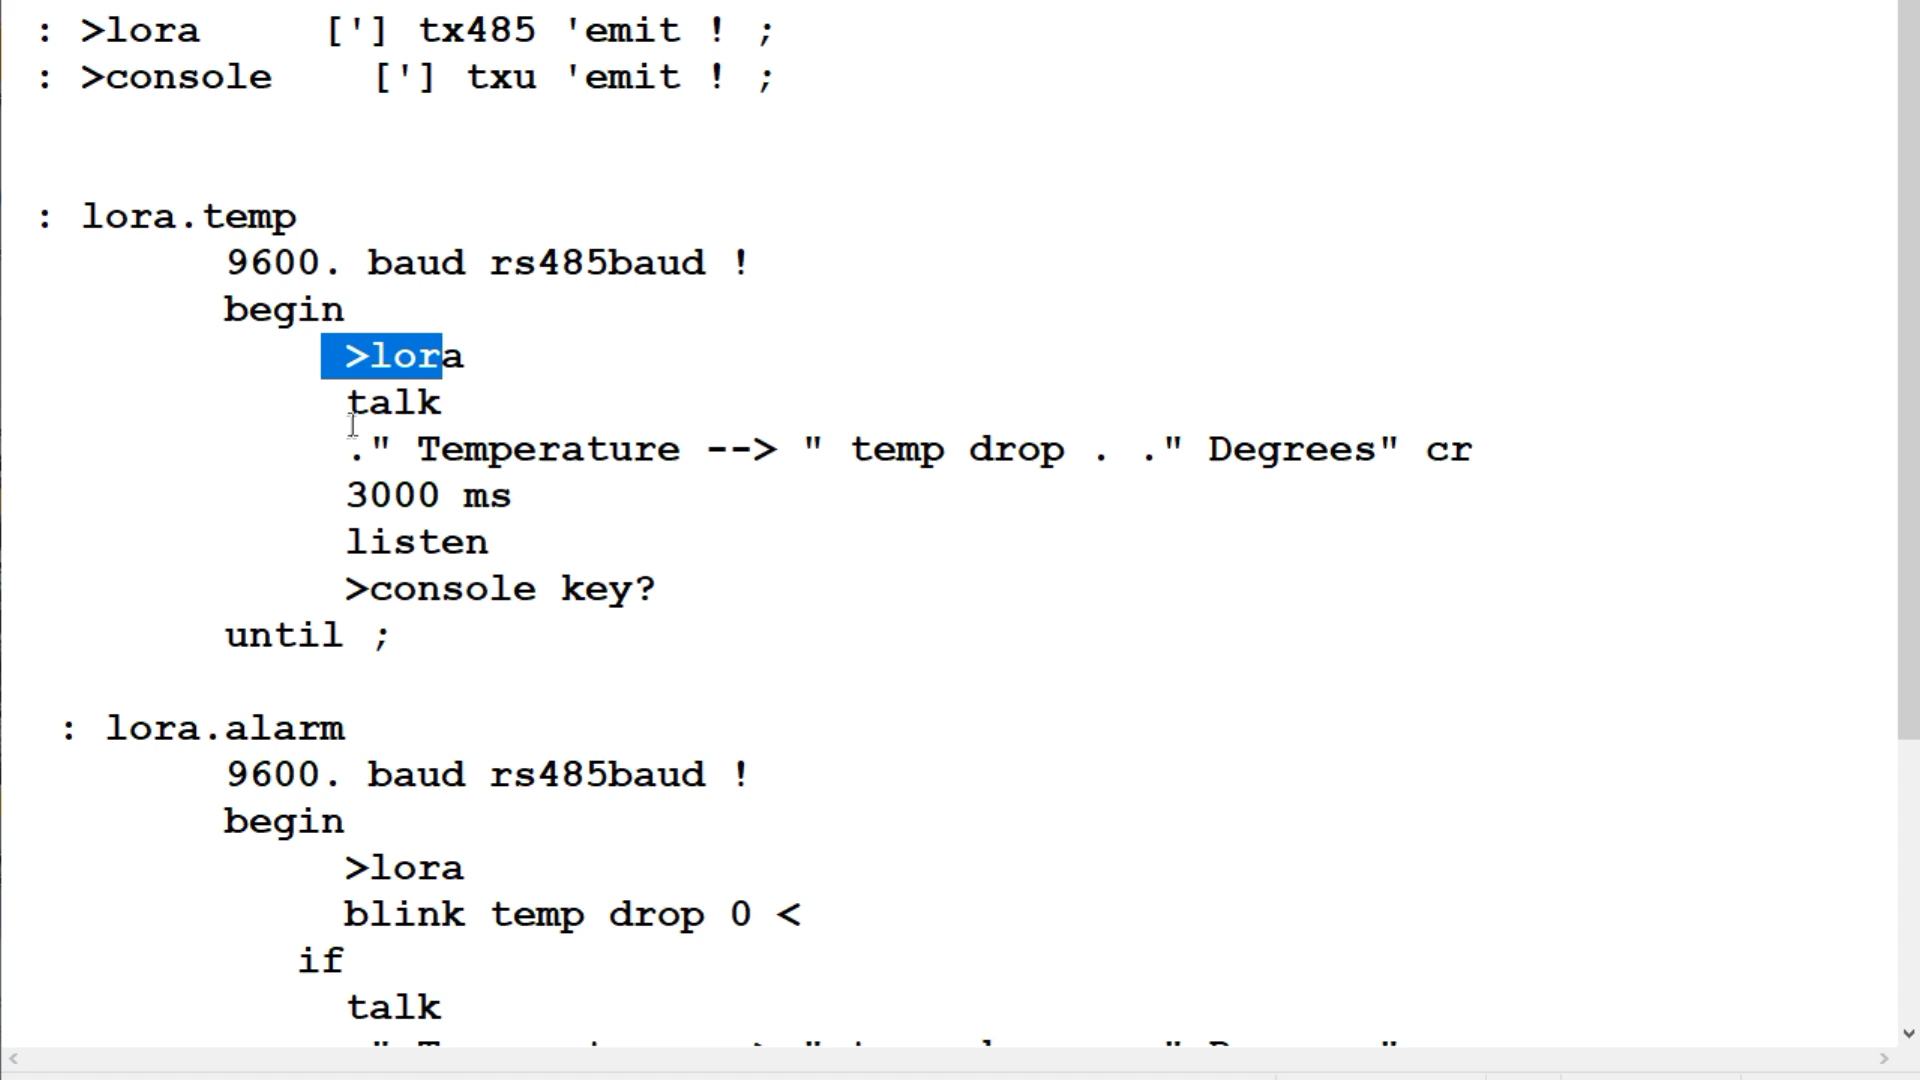 : >lora ['] tx485 'emit ! ;
: >console ['] txu 'emit ! ;
: lora.temp
9600. baud rs485baud !
begin
>lora
talk
." Temperature --> " temp drop . ." Degrees" cr
3000 ms
listen
>console key?
until ;
: lora.alarm
9600. baud rs485baud !
begin
>lora
blink temp drop 0 <
if
talk